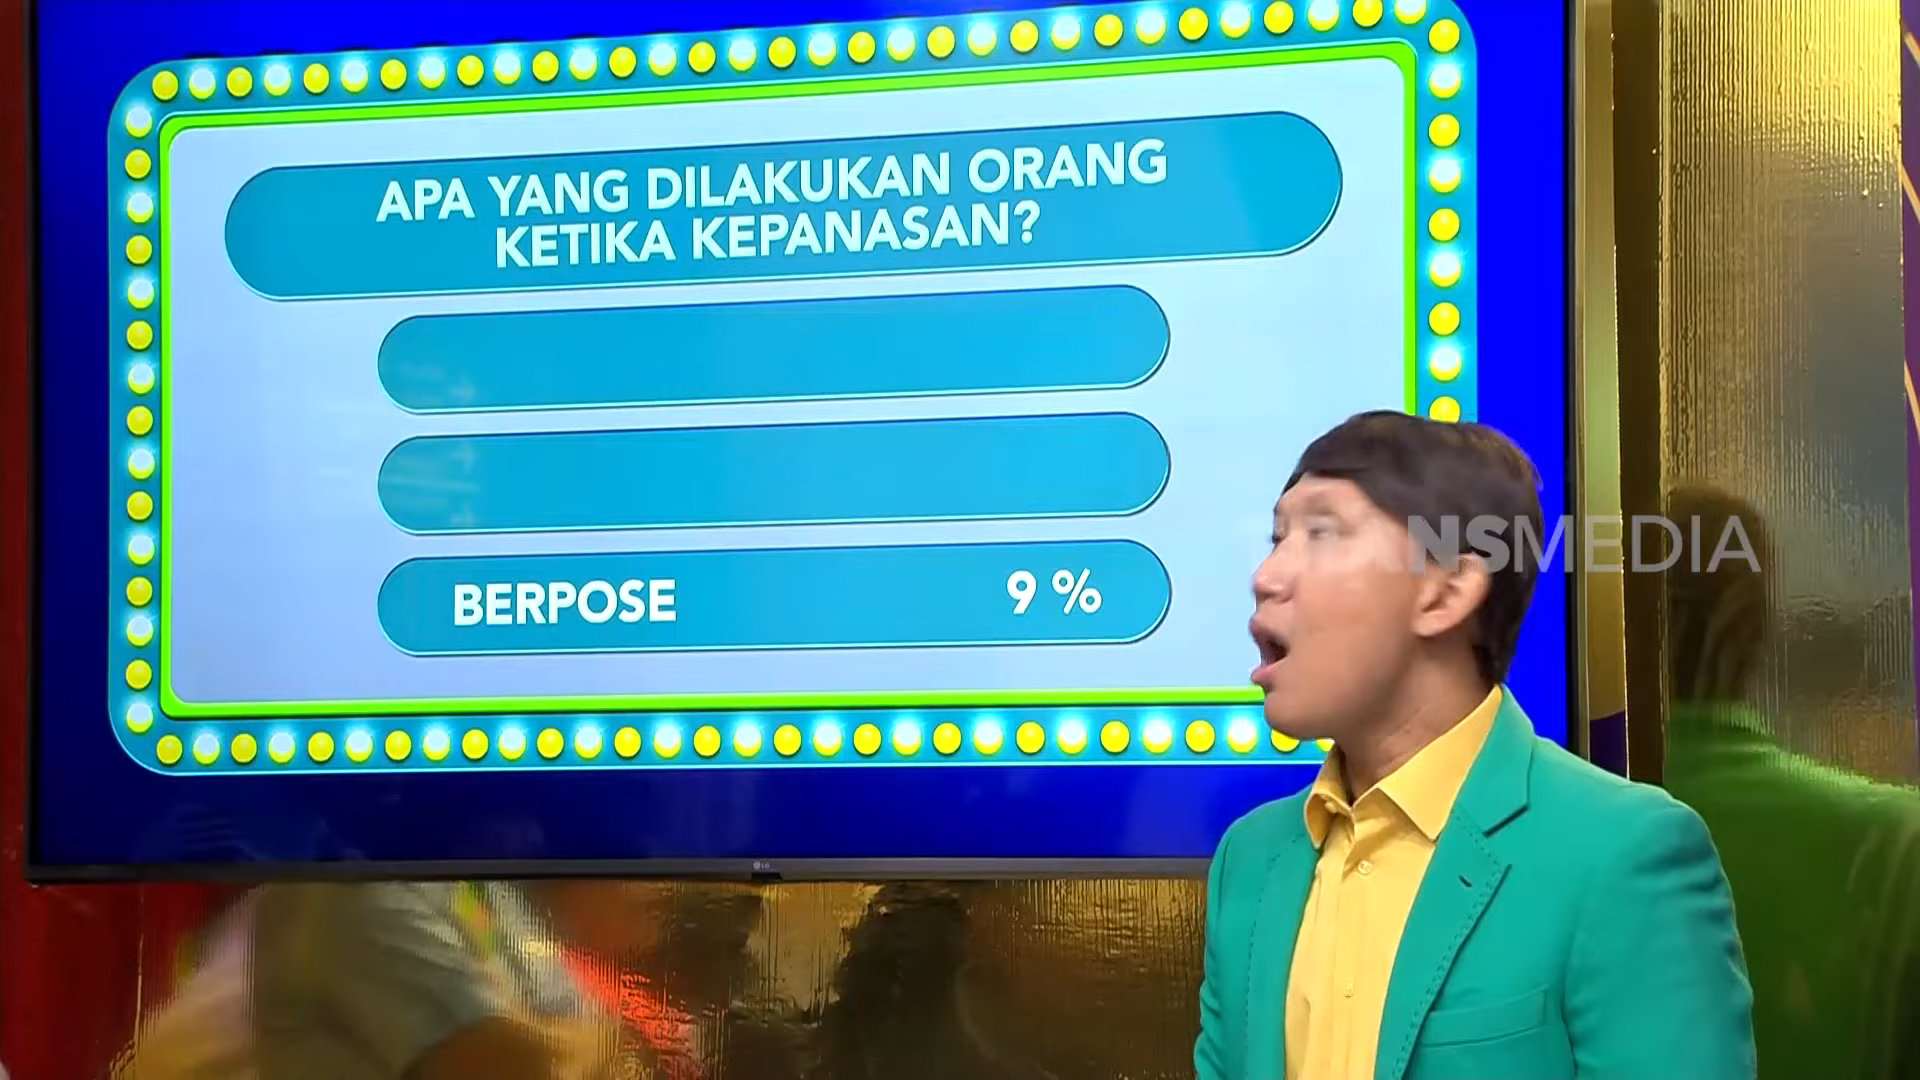 APA YANG DILAKUKAN ORANG
KETIKA KEPANASAN?
BERPOSE 9 %
TRANSMEDIA
LG